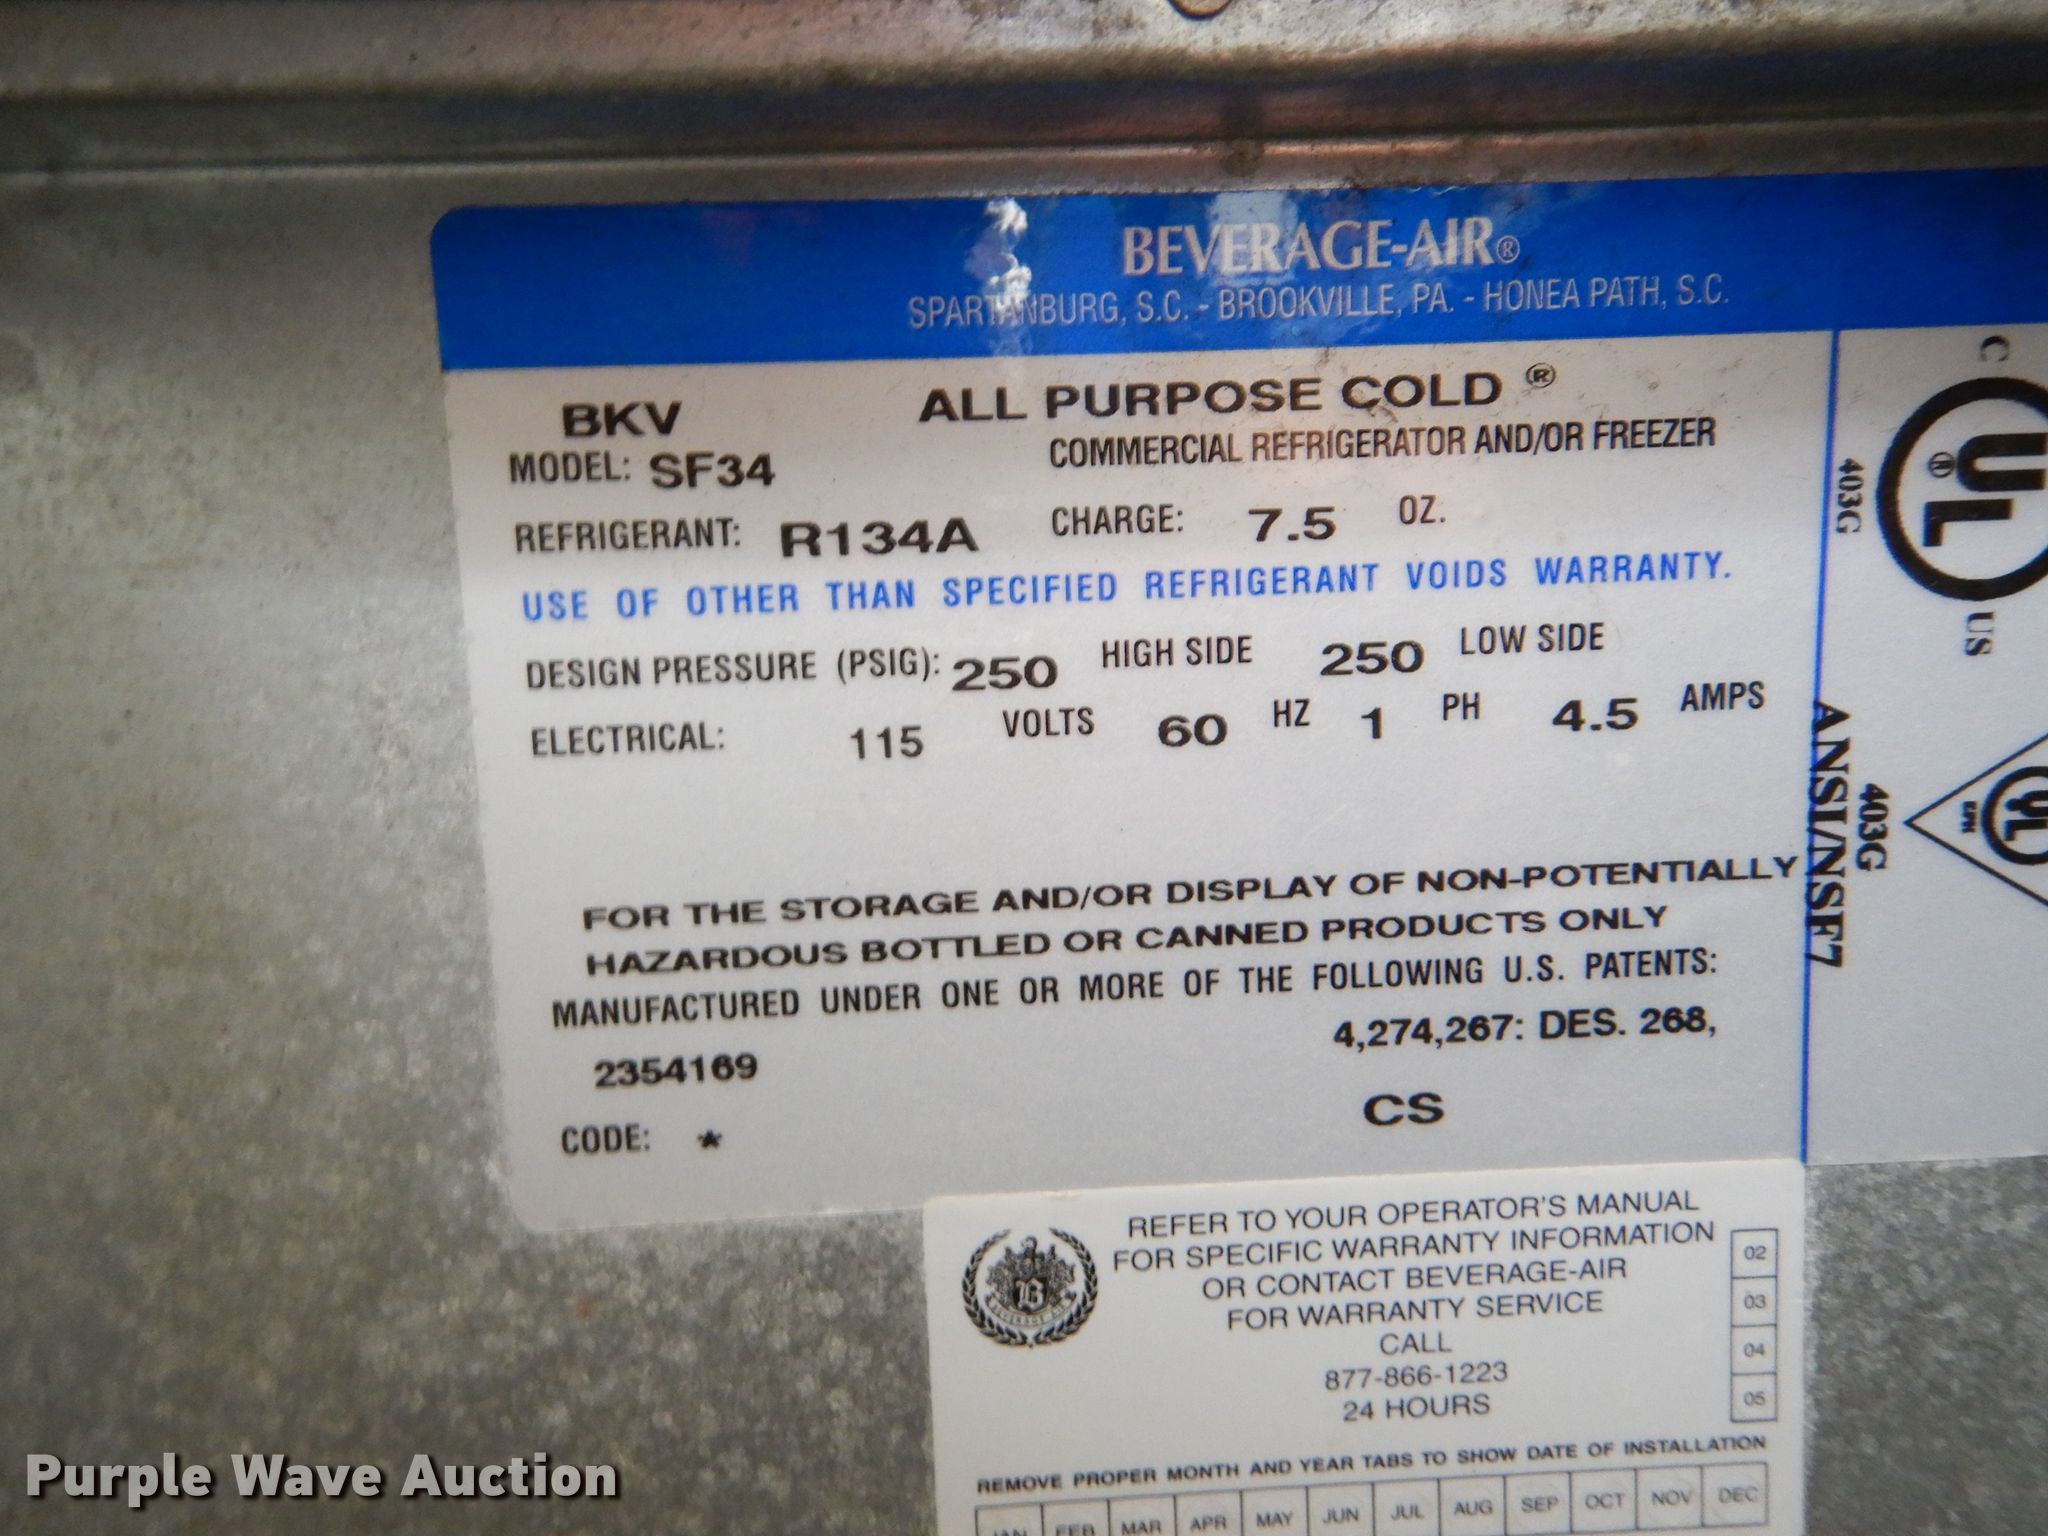 BEVERAGE-AIR®
SPARTANBURG, S.C. - BROOKVILLE, PA. - HONEA PATH, S.C.
BKV ALL PURPOSE COLD ®
MODEL: SF34 COMMERCIAL REFRIGERATOR AND/OR FREEZER
REFRIGERANT: R134A CHARGE: 7.5 OZ.
USE OF OTHER THAN SPECIFIED REFRIGERANT VOIDS WARRANTY.
DESIGN PRESSURE (PSIG): 250 HIGH SIDE 250 LOW SIDE
ELECTRICAL: 115 VOLTS 60 HZ 1 PH 4.5 AMPS
FOR THE STORAGE AND/OR DISPLAY OF NON-POTENTIALLY
HAZARDOUS BOTTLED OR CANNED PRODUCTS ONLY
MANUFACTURED UNDER ONE OR MORE OF THE FOLLOWING U.S. PATENTS:
4,274,267: DES. 268,
2354169
CS
CODE: *
C UL ® US
403G
UL EPH
403G
ANSI/NSF7
REFER TO YOUR OPERATOR'S MANUAL
FOR SPECIFIC WARRANTY INFORMATION
OR CONTACT BEVERAGE-AIR
FOR WARRANTY SERVICE
CALL
877-866-1223
24 HOURS
02
03
04
05
REMOVE PROPER MONTH AND YEAR TABS TO SHOW DATE OF INSTALLATION
JAN FEB MAR APR MAY JUN JUL AUG SEP OCT NOV DEC
Purple Wave Auction